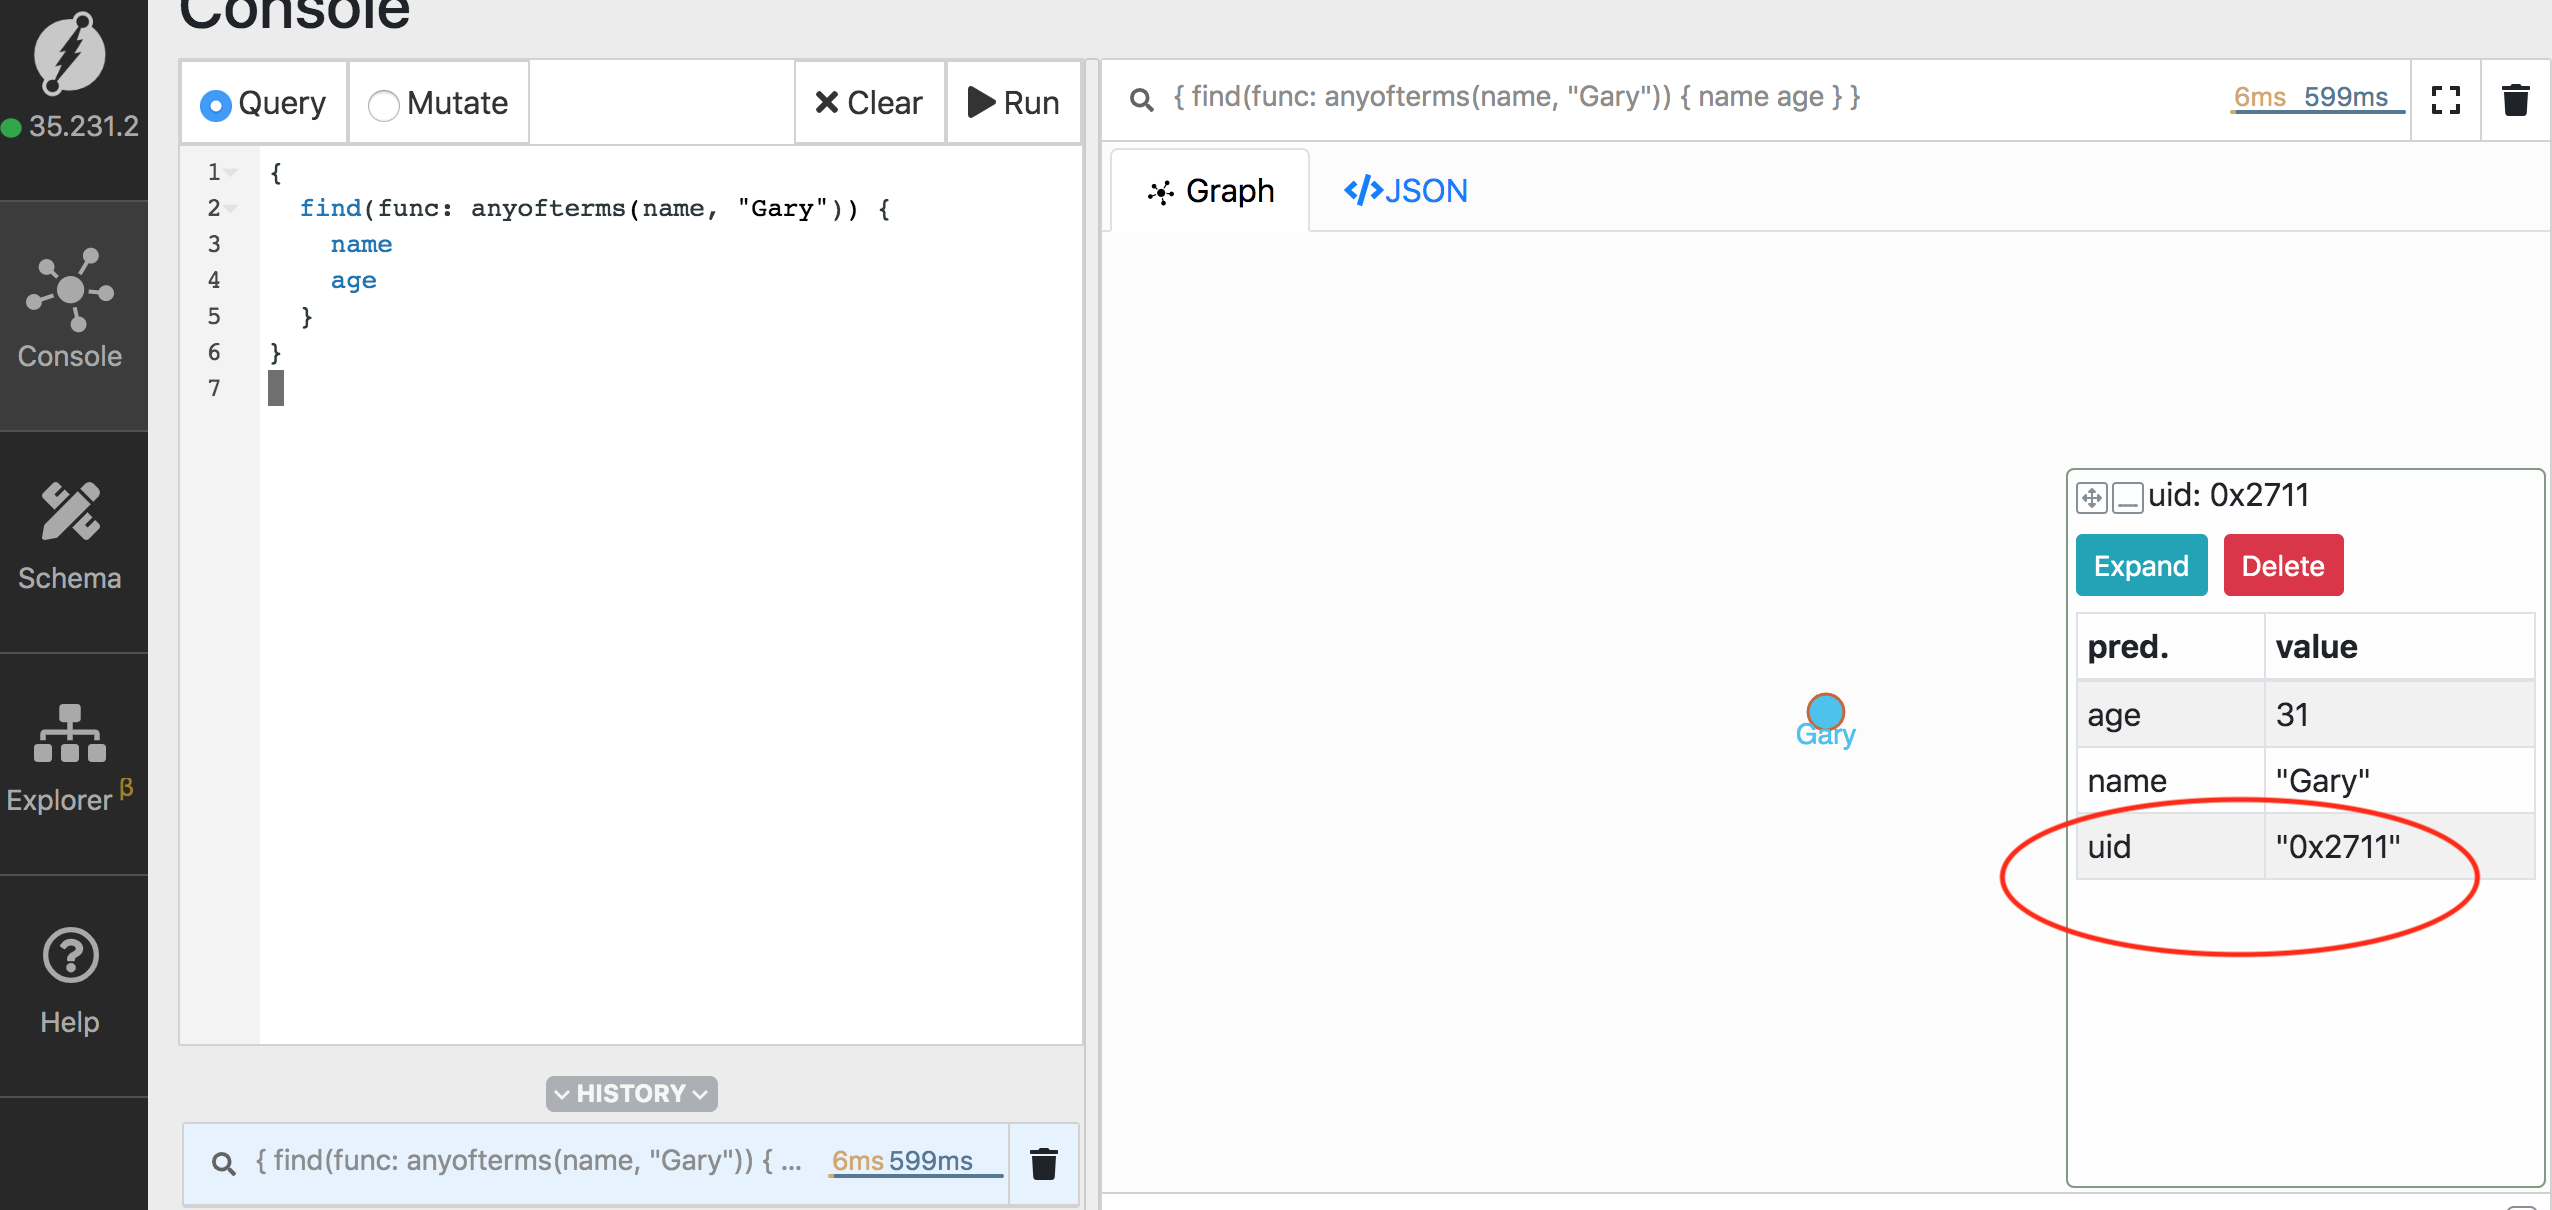 Console
35.231.2
Console
Schema
Explorer β
Help
Query
Mutate
Clear
Run
1 {
2 find(func: anyofterms(name, "Gary")) {
3 name
4 age
5 }
6 }
7
HISTORY
{ find(func: anyofterms(name, "Gary")) { ... 6ms 599ms
{ find(func: anyofterms(name, "Gary")) { name age } } 6ms 599ms
Graph
</>JSON
Gary
uid: 0x2711
Expand
Delete
pred. value
age 31
name "Gary"
uid "0x2711"